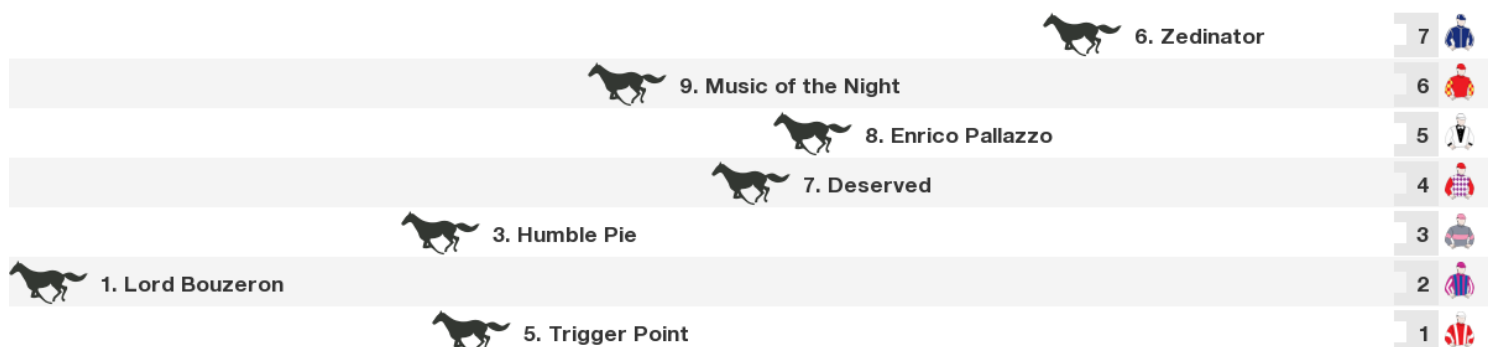 6. Zedinator 7
9. Music of the Night 6
8. Enrico Pallazzo 5
7. Deserved 4
3. Humble Pie 3
1. Lord Bouzeron 2
5. Trigger Point 1